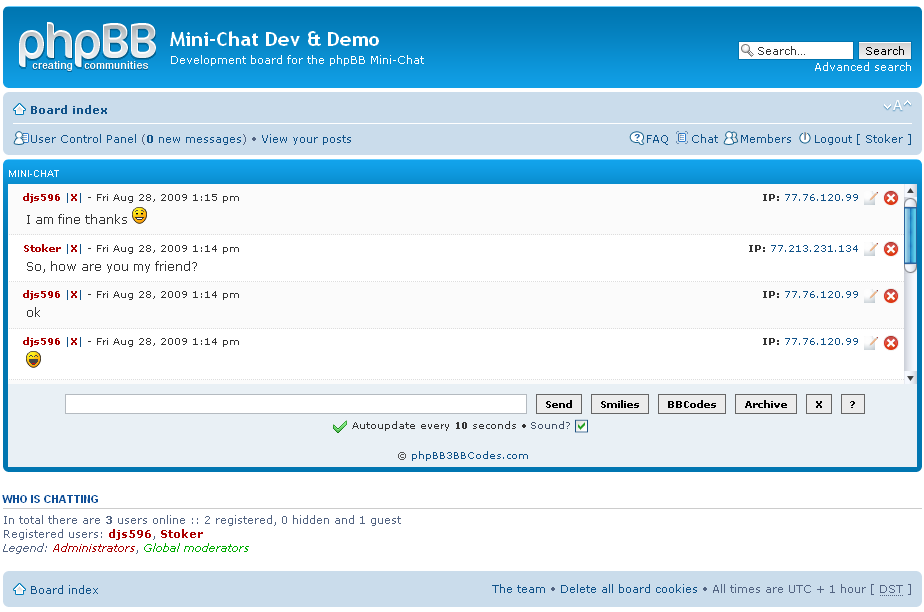 phpBB
creating communities
Mini-Chat Dev & Demo
Development board for the phpBB Mini-Chat
Search... Search
Advanced search
Board index
A
User Control Panel (0 new messages) • View your posts FAQ Chat Members Logout [ Stoker ]
MINI-CHAT
djs596 |X| - Fri Aug 28, 2009 1:15 pm IP: 77.76.120.99
I am fine thanks
Stoker |X| - Fri Aug 28, 2009 1:14 pm IP: 77.213.231.134
So, how are you my friend?
djs596 |X| - Fri Aug 28, 2009 1:14 pm IP: 77.76.120.99
ok
djs596 |X| - Fri Aug 28, 2009 1:14 pm IP: 77.76.120.99
Send Smilies BBCodes Archive X ?
Autoupdate every 10 seconds • Sound?
© phpBB3BBCodes.com
WHO IS CHATTING
In total there are 3 users online :: 2 registered, 0 hidden and 1 guest
Registered users: djs596, Stoker
Legend: Administrators, Global moderators
Board index The team • Delete all board cookies • All times are UTC + 1 hour [ DST ]